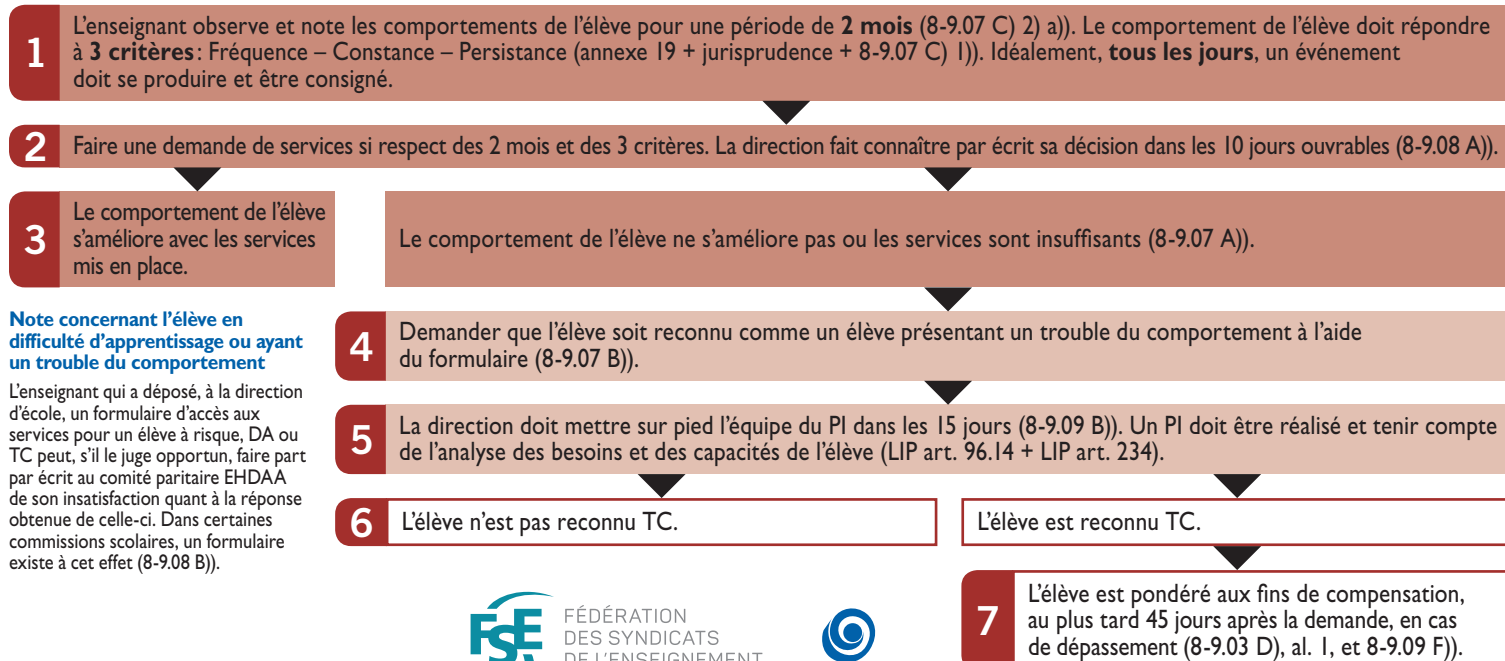 1
L'enseignant observe et note les comportements de l'élève pour une période de 2 mois (8-9.07 C) 2) a)). Le comportement de l'élève doit répondre
à 3 critères : Fréquence – Constance – Persistance (annexe 19 + jurisprudence + 8-9.07 C) 1)). Idéalement, tous les jours, un événement
doit se produire et être consigné.
2
Faire une demande de services si respect des 2 mois et des 3 critères. La direction fait connaître par écrit sa décision dans les 10 jours ouvrables (8-9.08 A)).
3
Le comportement de l'élève
s'améliore avec les services
mis en place.
Le comportement de l'élève ne s'améliore pas ou les services sont insuffisants (8-9.07 A)).
Note concernant l'élève en
difficulté d'apprentissage ou ayant
un trouble du comportement
L'enseignant qui a déposé, à la direction
d'école, un formulaire d'accès aux
services pour un élève à risque, DA ou
TC peut, s'il le juge opportun, faire part
par écrit au comité paritaire EHDAA
de son insatisfaction quant à la réponse
obtenue de celle-ci. Dans certaines
commissions scolaires, un formulaire
existe à cet effet (8-9.08 B)).
4
Demander que l'élève soit reconnu comme un élève présentant un trouble du comportement à l'aide
du formulaire (8-9.07 B)).
5
La direction doit mettre sur pied l'équipe du PI dans les 15 jours (8-9.09 B)). Un PI doit être réalisé et tenir compte
de l'analyse des besoins et des capacités de l'élève (LIP art. 96.14 + LIP art. 234).
6
L'élève n'est pas reconnu TC.
L'élève est reconnu TC.
7
L'élève est pondéré aux fins de compensation,
au plus tard 45 jours après la demande, en cas
de dépassement (8-9.03 D), al. 1, et 8-9.09 F)).
FSE
FÉDÉRATION
DES SYNDICATS
DE L'ENSEIGNEMENT